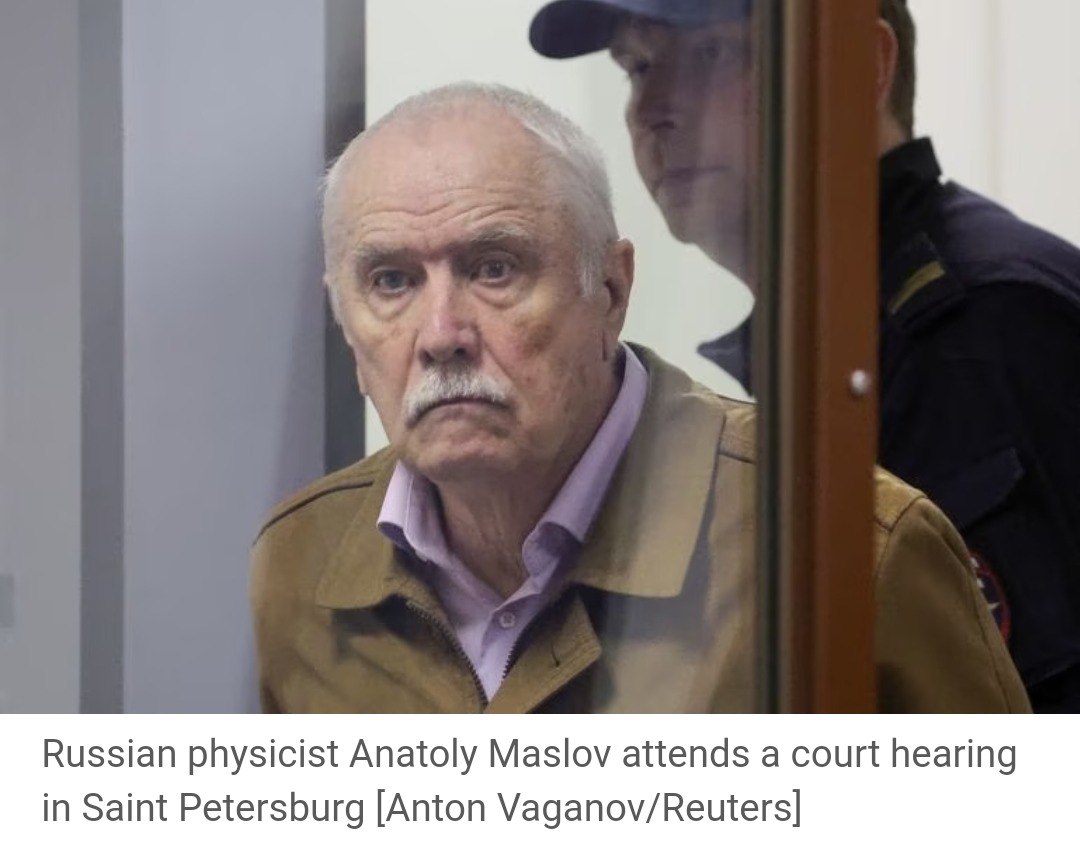 Russian physicist Anatoly Maslov attends a court hearing
in Saint Petersburg [Anton Vaganov/Reuters]